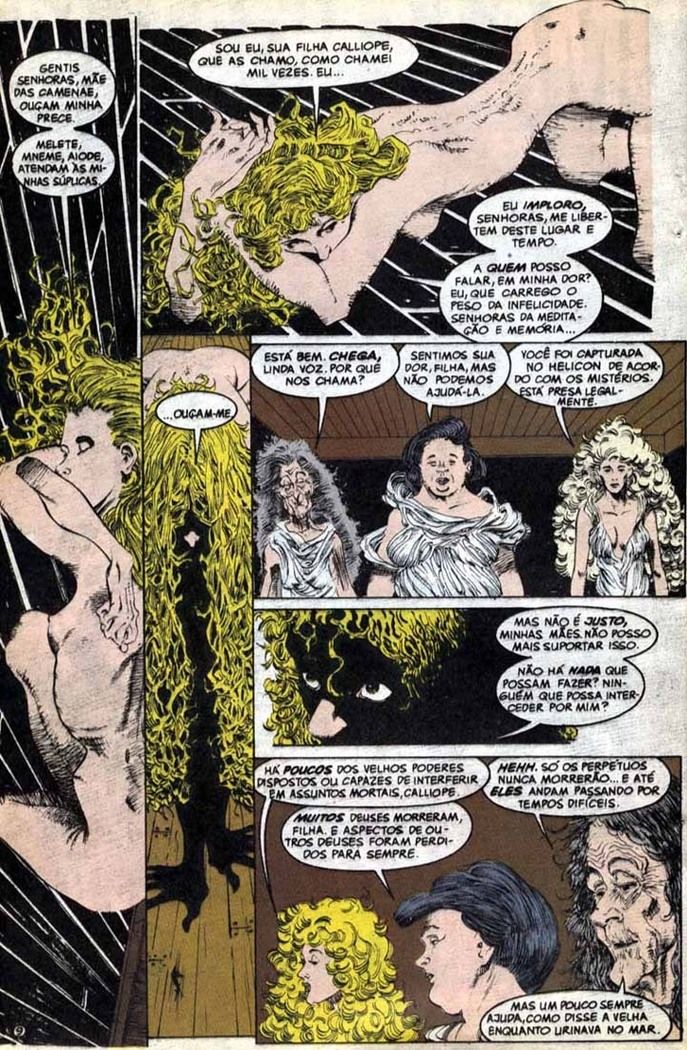 GENTIS
SENHORAS, MÃE
DAS CAMENAE,
OUÇAM MINHA
PRECE.
MELETE,
MNEME, AIODE,
ATENDAM ÀS MI-
NHAS SÚPLICAS.
SOU EU, SUA FILHA CALLIOPE,
QUE AS CHAMO, COMO CHAMEI
MIL VEZES. EU...
EU IMPLORO,
SENHORAS, ME LIBER-
TEM DESTE LUGAR E
TEMPO.
A QUEM POSSO
FALAR, EM MINHA DOR?
EU, QUE CARREGO O
PESO DA INFELICIDADE.
SENHORAS DA MEDITA-
ÇÃO E MEMÓRIA...
...OUÇAM-ME.
ESTÁ BEM. CHEGA,
LINDA VOZ. POR QUE
NOS CHAMA?
SENTIMOS SUA
DOR, FILHA, MAS
NÃO PODEMOS
AJUDÁ-LA.
VOCÊ FOI CAPTURADA
NO HELICON DE ACOR-
DO COM OS MISTÉRIOS.
ESTÁ PRESA LEGAL-
MENTE.
MAS NÃO É JUSTO,
MINHAS MÃES. NÃO POSSO
MAIS SUPORTAR ISSO.
NÃO HÁ NADA QUE
POSSAM FAZER? NIN-
GUÉM QUE POSSA INTER-
CEDER POR MIM?
HÁ POUCOS DOS VELHOS PODERES
DISPOSTOS OU CAPAZES DE INTERFERIR
EM ASSUNTOS MORTAIS, CALLIOPE.
MUITOS DEUSES MORRERAM,
FILHA. E ASPECTOS DE OU-
TROS DEUSES FORAM PERDI-
DOS PARA SEMPRE.
HEHH. SÓ OS PERPÉTUOS
NUNCA MORRERÃO... E ATÉ
ELES ANDAM PASSANDO POR
TEMPOS DIFÍCEIS.
MAS UM POUCO SEMPRE
AJUDA, COMO DISSE A VELHA
ENQUANTO URINAVA NO MAR.
9